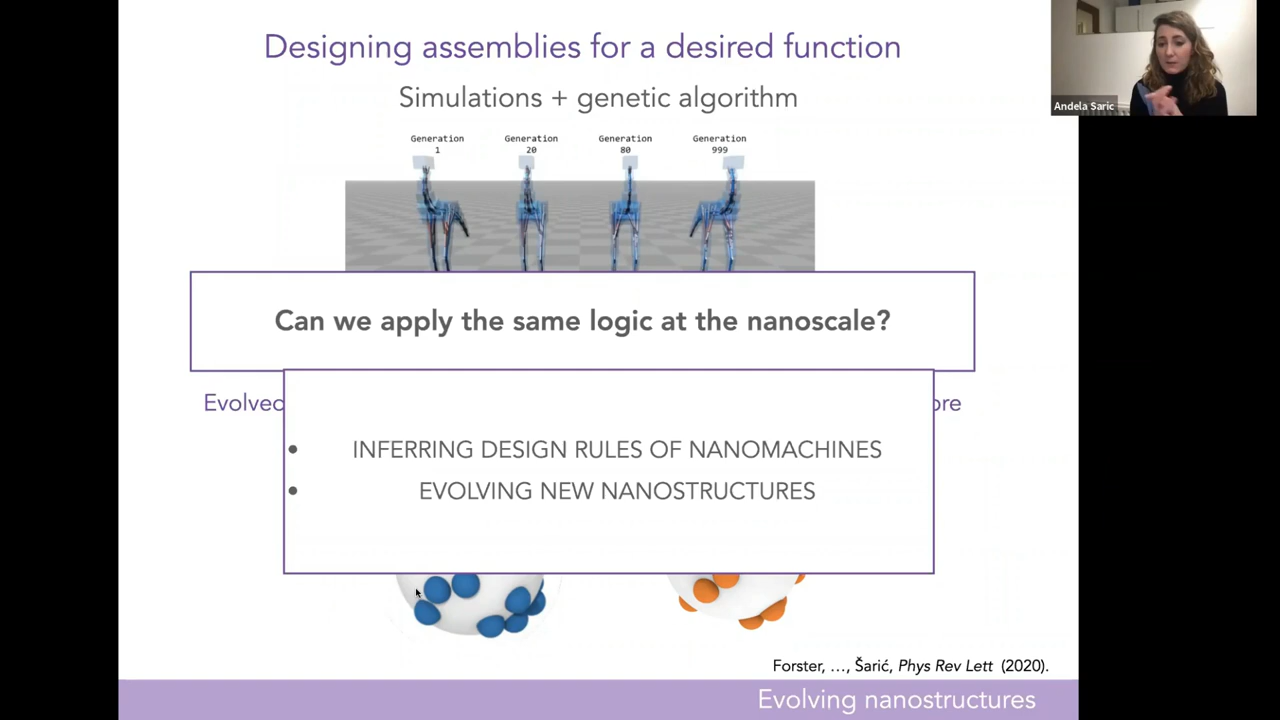 Designing assemblies for a desired function
Simulations + genetic algorithm
Generation 1
Generation 20
Generation 80
Generation 999
Andela Saric
Can we apply the same logic at the nanoscale?
Evolved
• INFERRING DESIGN RULES OF NANOMACHINES
• EVOLVING NEW NANOSTRUCTURES
Forster, …, Šarić, Phys Rev Lett (2020).
Evolving nanostructures